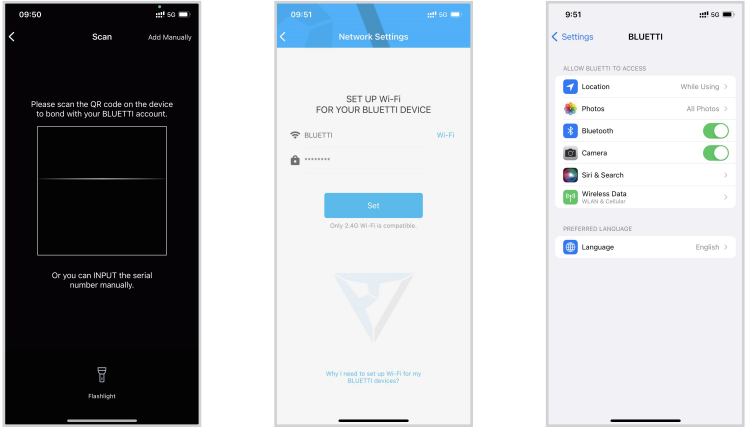 09:50
5G
Scan
Add Manually
Please scan the QR code on the device
to bond with your BLUETTI account.
Or you can INPUT the serial
number manually.
Flashlight
09:51
5G
Network Settings
SET UP Wi-Fi
FOR YOUR BLUETTI DEVICE
BLUETTI
Wi-Fi
********
Set
Only 2.4G Wi-Fi is compatible.
Why I need to set up Wi-Fi for my
BLUETTI devices?
9:51
5G
Settings
BLUETTI
ALLOW BLUETTI TO ACCESS
Location
While Using
Photos
All Photos
Bluetooth
Camera
Siri & Search
Wireless Data
WLAN & Cellular
PREFERRED LANGUAGE
Language
English